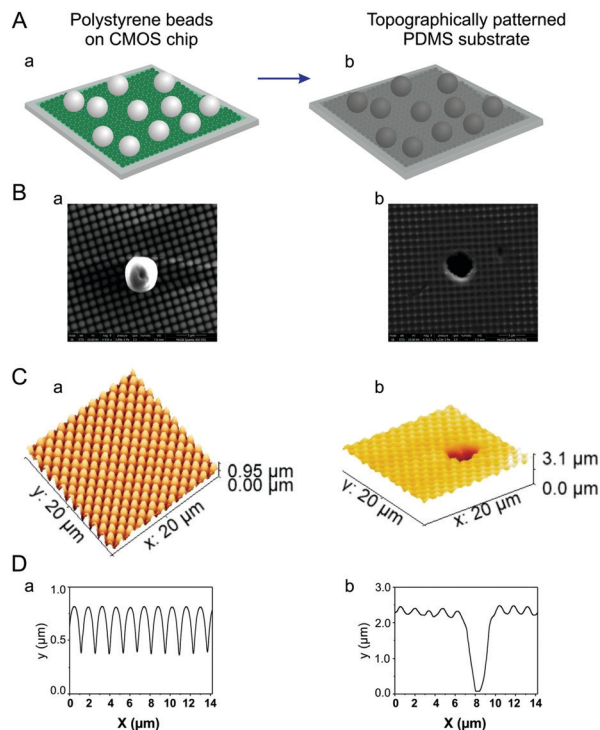 A
Polystyrene beads
on CMOS chip
Topographically patterned
PDMS substrate
a
b
B
a
b
C
a
b
0.95 µm
0.00 µm
y: 20 µm
x: 20 µm
3.1 µm
0.0 µm
y: 20 µm
x: 20 µm
D
a
b
1.0
0.5
0.0
y (µm)
0 2 4 6 8 10 12 14
X (µm)
3.0
2.0
1.0
0.0
y (µm)
0 2 4 6 8 10 12 14
X (µm)